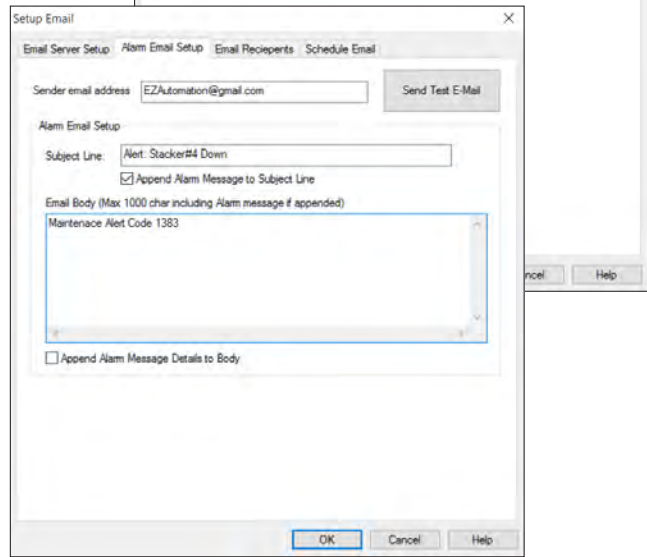 Setup Email
Email Server Setup Alarm Email Setup Email Reciepents Schedule Email
Sender email address EZAutomation@gmail.com Send Test E-Mail
Alarm Email Setup
Subject Line: Alert: Stacker#4 Down
Append Alarm Message to Subject Line
Email Body (Max 1000 char including Alarm message if appended)
Maintenace Alert Code 1383
Append Alarm Message Details to Body
ncel Help
OK Cancel Help